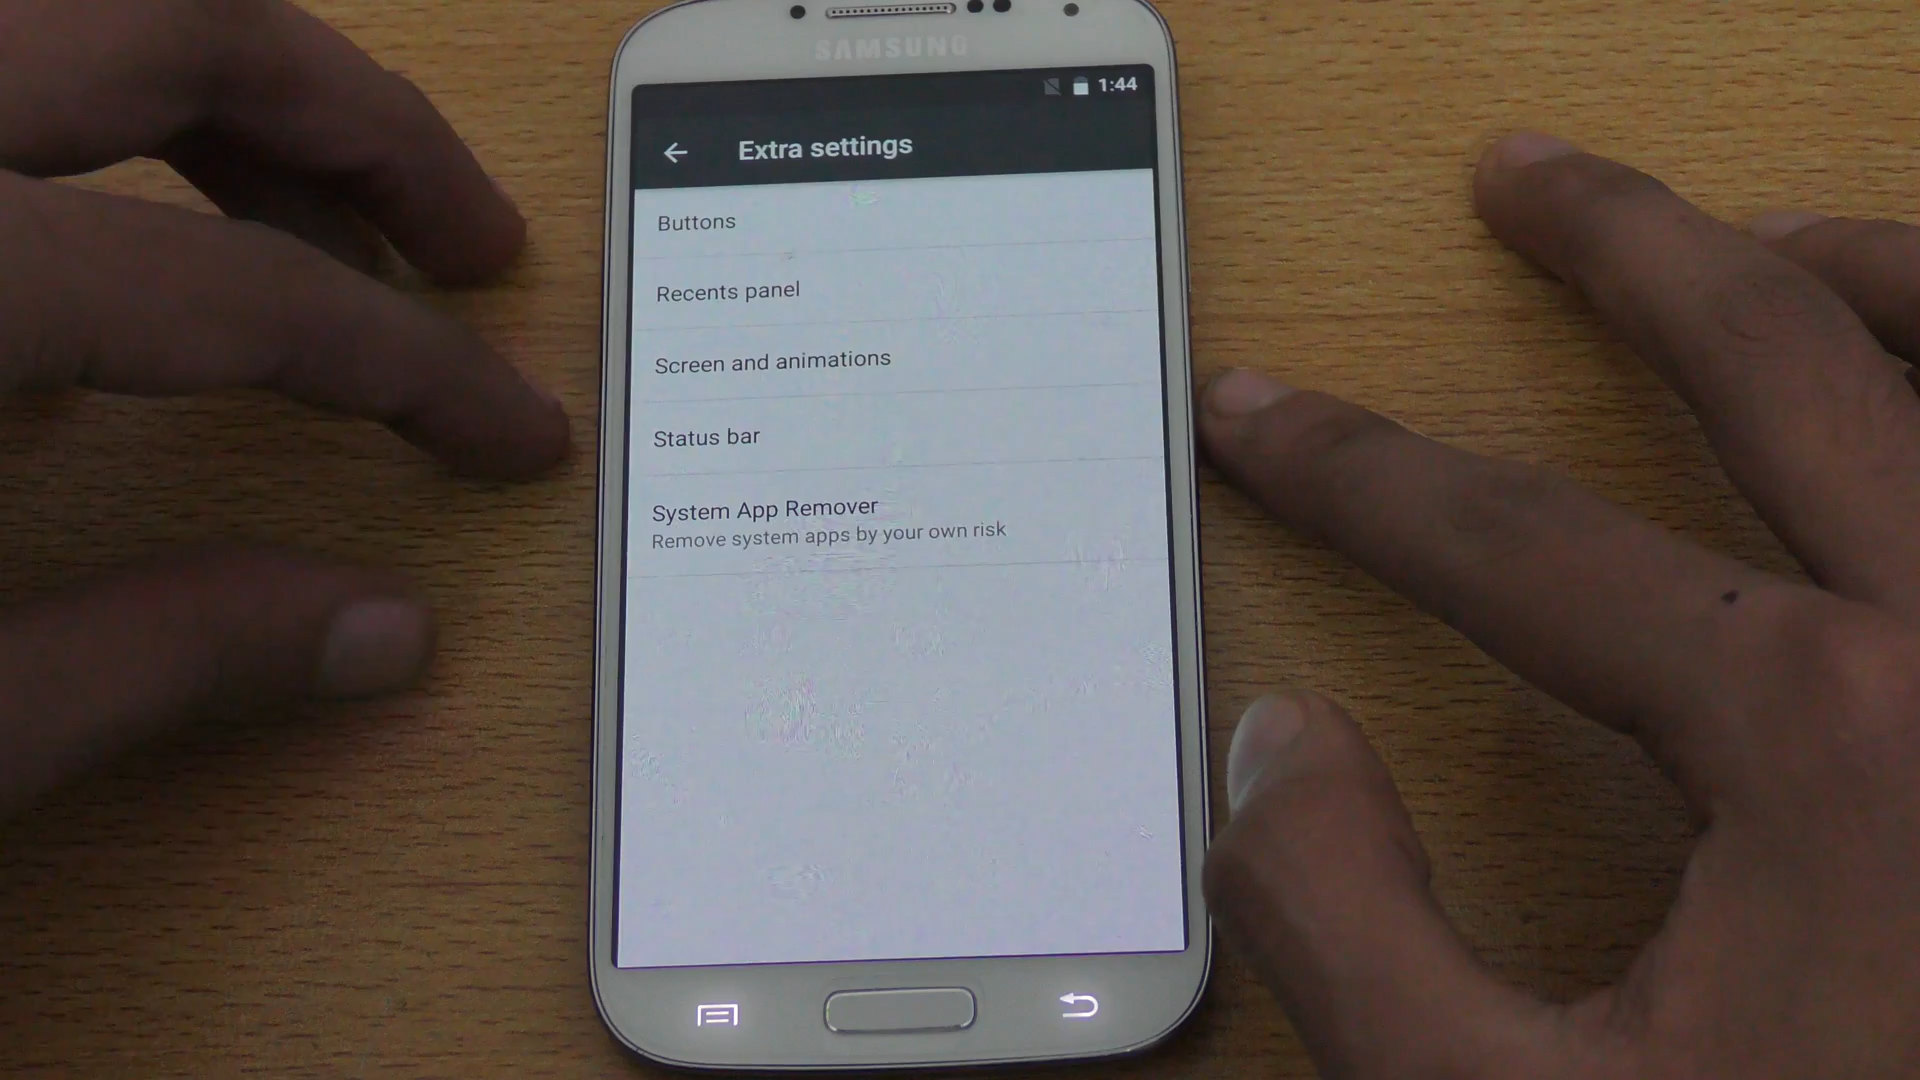 SAMSUNG
1:44
Extra settings
Buttons
Recents panel
Screen and animations
Status bar
System App Remover
Remove system apps by your own risk